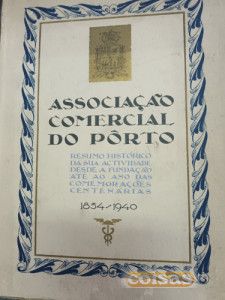 ASSOCIAÇÃO
COMERCIAL
DO PÔRTO
RESUMO HISTÓRICO
DA SUA ACTIVIDADE
DESDE A FUNDAÇÃO
ATÉ AO ANO DAS
COMEMORAÇÕES
CENTENÁRIAS
1834-1940
coisas